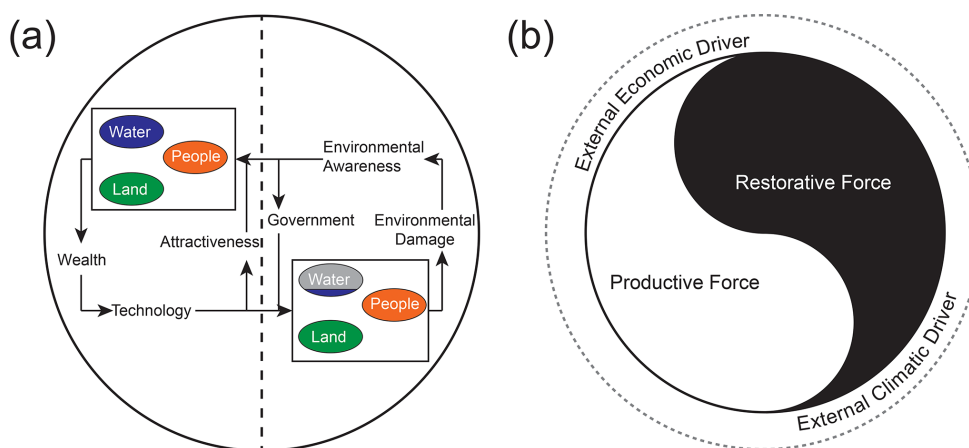 (a)
Water
People
Land
Environmental
Awareness
Government
Attractiveness
Environmental
Damage
Wealth
Technology
Water
People
Land
(b)
External Economic Driver
Restorative Force
Productive Force
External Climatic Driver